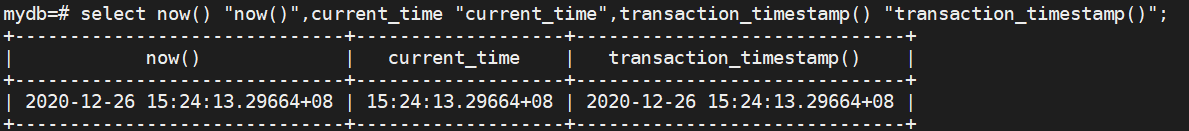 mydb=# select now() "now()",current_time "current_time",transaction_timestamp() "transaction_timestamp()";
+-------------------------------+--------------------+-------------------------------+
|             now()             |    current_time    |    transaction_timestamp()    |
+-------------------------------+--------------------+-------------------------------+
| 2020-12-26 15:24:13.29664+08 | 15:24:13.29664+08 | 2020-12-26 15:24:13.29664+08 |
+-------------------------------+--------------------+-------------------------------+